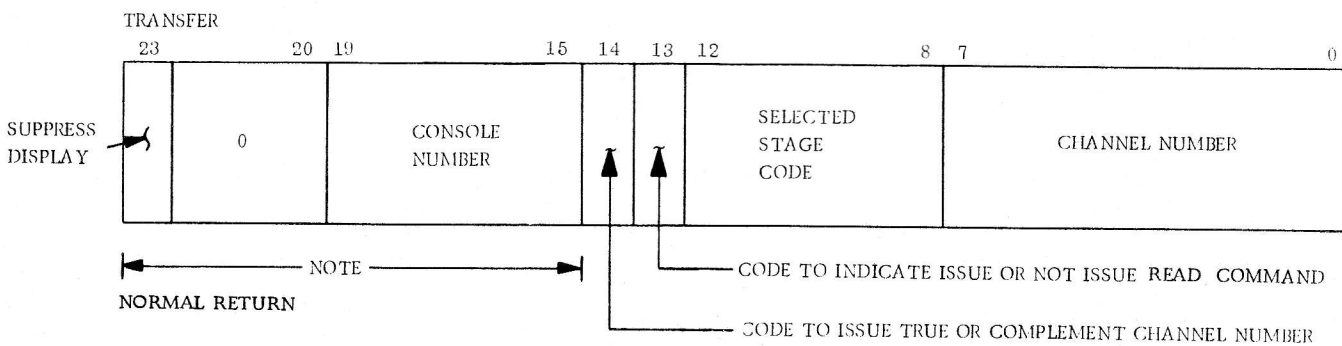 TRANSFER
23 20 19 15 14 13 12 8 7 0
SUPPRESS
DISPLAY
0
CONSOLE
NUMBER
SELECTED
STAGE
CODE
CHANNEL NUMBER
NOTE
CODE TO INDICATE ISSUE OR NOT ISSUE READ COMMAND
NORMAL RETURN
CODE TO ISSUE TRUE OR COMPLEMENT CHANNEL NUMBER